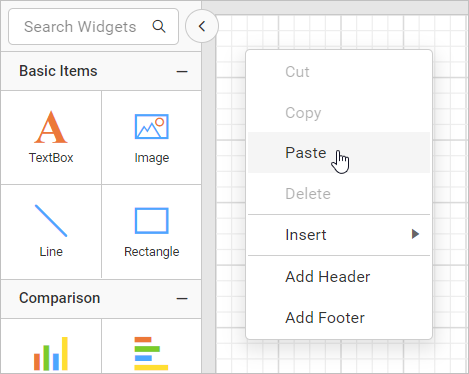 Search Widgets
Basic Items
TextBox
Image
Line
Rectangle
Comparison
Cut
Copy
Paste
Delete
Insert
Add Header
Add Footer